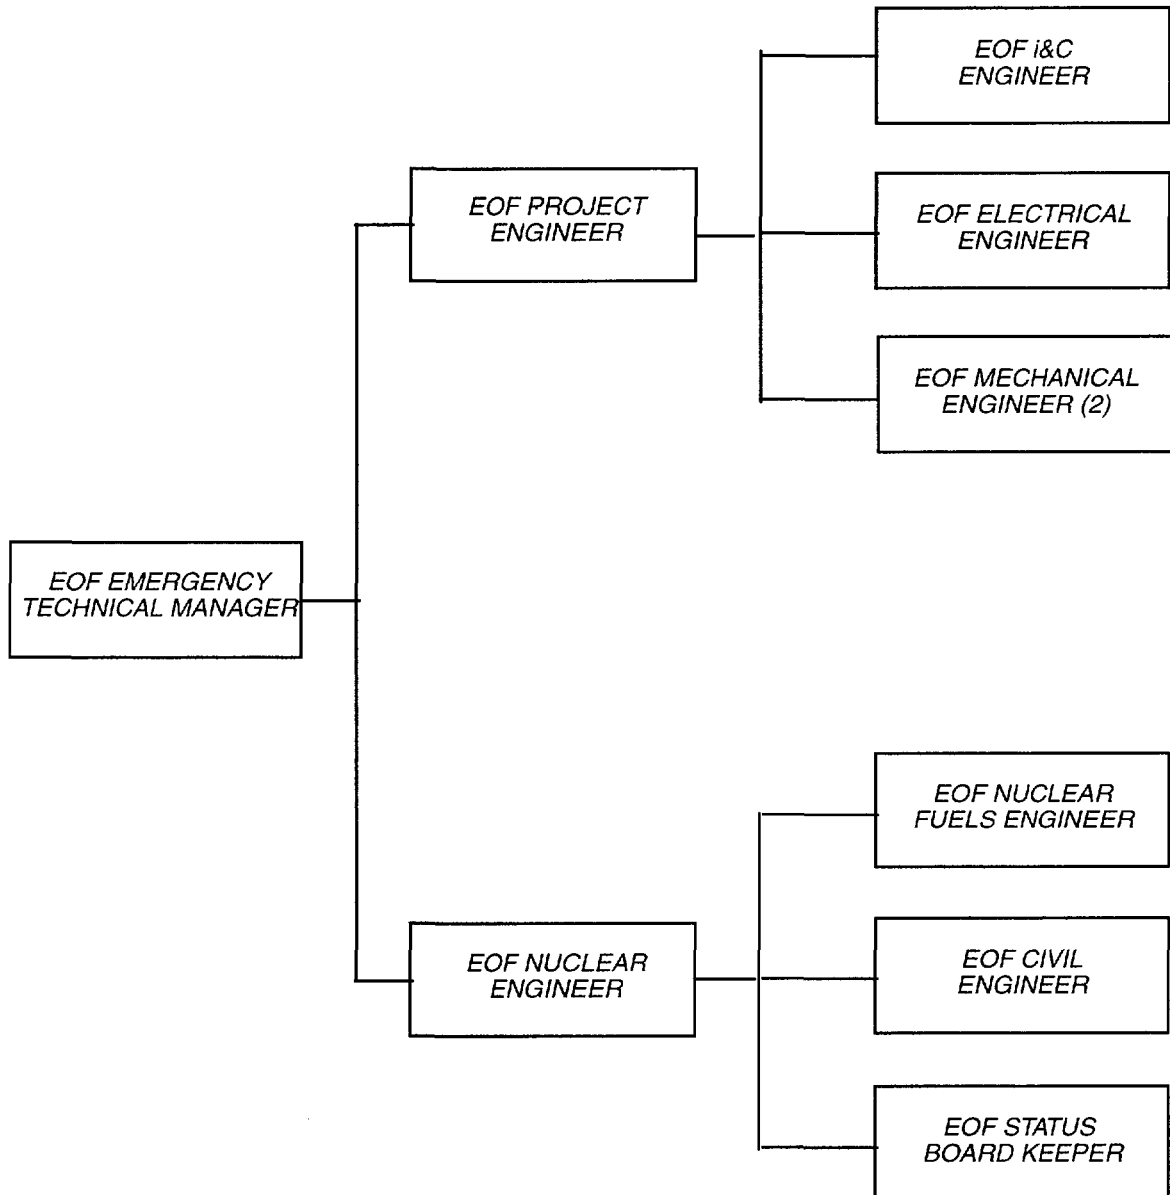 EOF i&C
ENGINEER
EOF PROJECT
ENGINEER
EOF ELECTRICAL
ENGINEER
EOF MECHANICAL
ENGINEER (2)
EOF EMERGENCY
TECHNICAL MANAGER
EOF NUCLEAR
FUELS ENGINEER
EOF NUCLEAR
ENGINEER
EOF CIVIL
ENGINEER
EOF STATUS
BOARD KEEPER